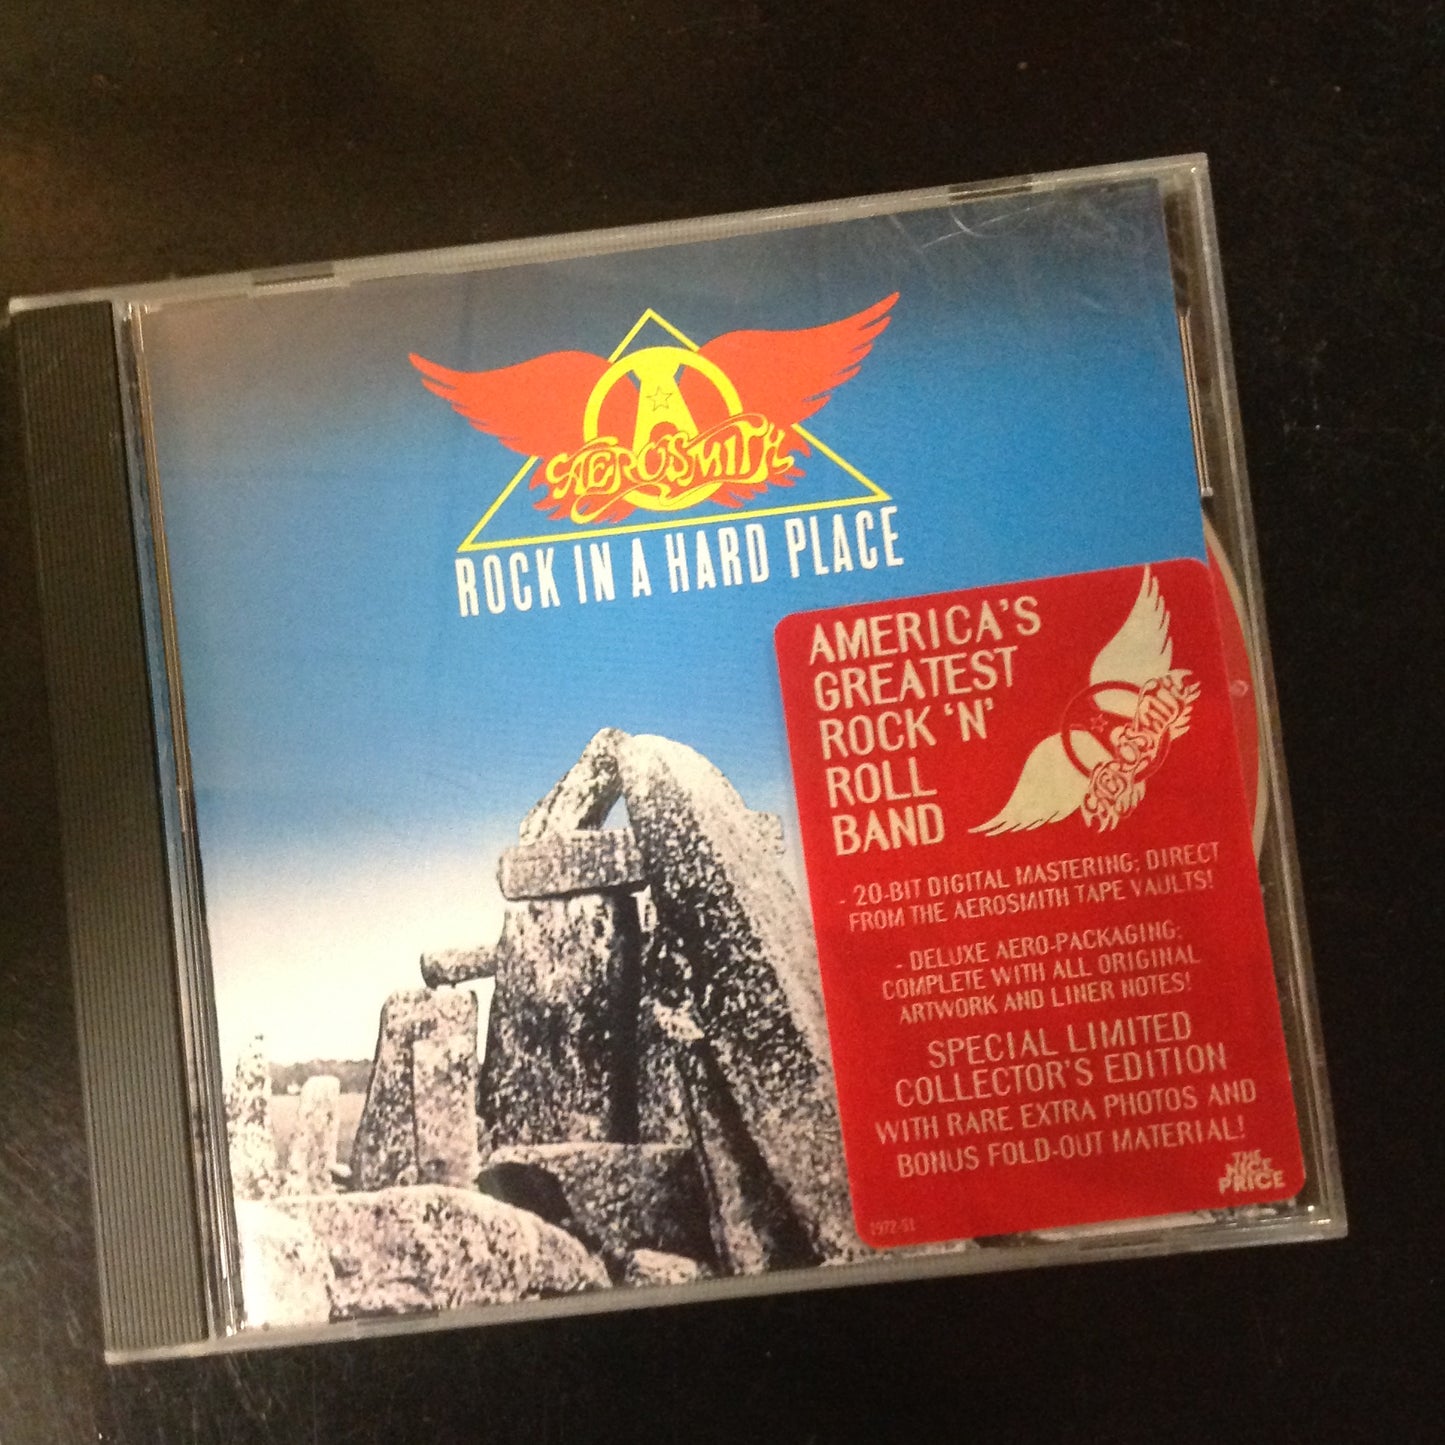 AEROSMITH
ROCK IN A HARD PLACE
AMERICA'S
GREATEST
ROCK 'N'
ROLL
BAND
AEROSMITH
- 20-BIT DIGITAL MASTERING; DIRECT
FROM THE AEROSMITH TAPE VAULTS!
- DELUXE AERO-PACKAGING;
COMPLETE WITH ALL ORIGINAL
ARTWORK AND LINER NOTES!
SPECIAL LIMITED
COLLECTOR'S EDITION
WITH RARE EXTRA PHOTOS AND
BONUS FOLD-OUT MATERIAL!
THE
NICE
PRICE
1972-S1